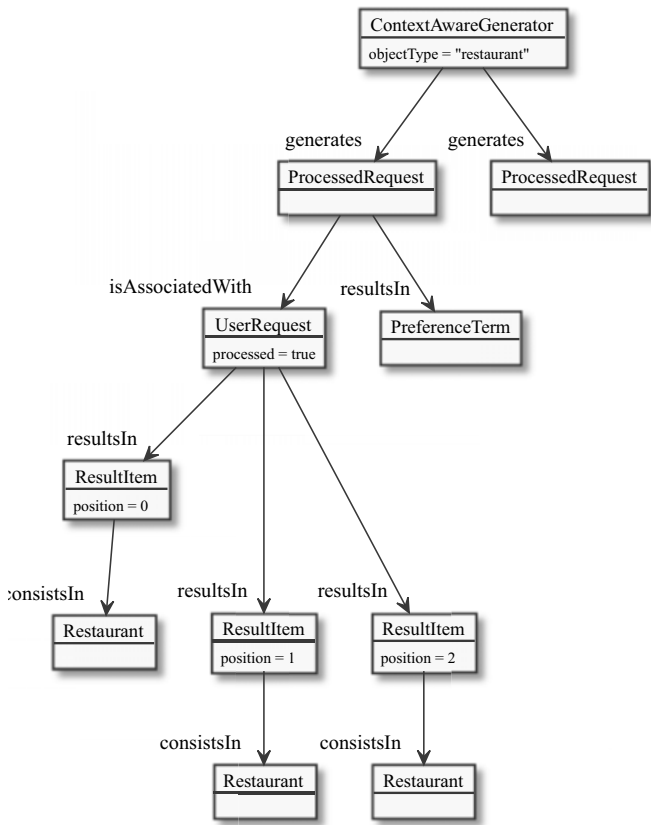 ContextAwareGenerator
objectType = "restaurant"
generates
generates
ProcessedRequest
ProcessedRequest
isAssociatedWith
resultsIn
UserRequest
processed = true
PreferenceTerm
resultsIn
ResultItem
position = 0
consistsIn
resultsIn
resultsIn
Restaurant
ResultItem
position = 1
ResultItem
position = 2
consistsIn
consistsIn
Restaurant
Restaurant